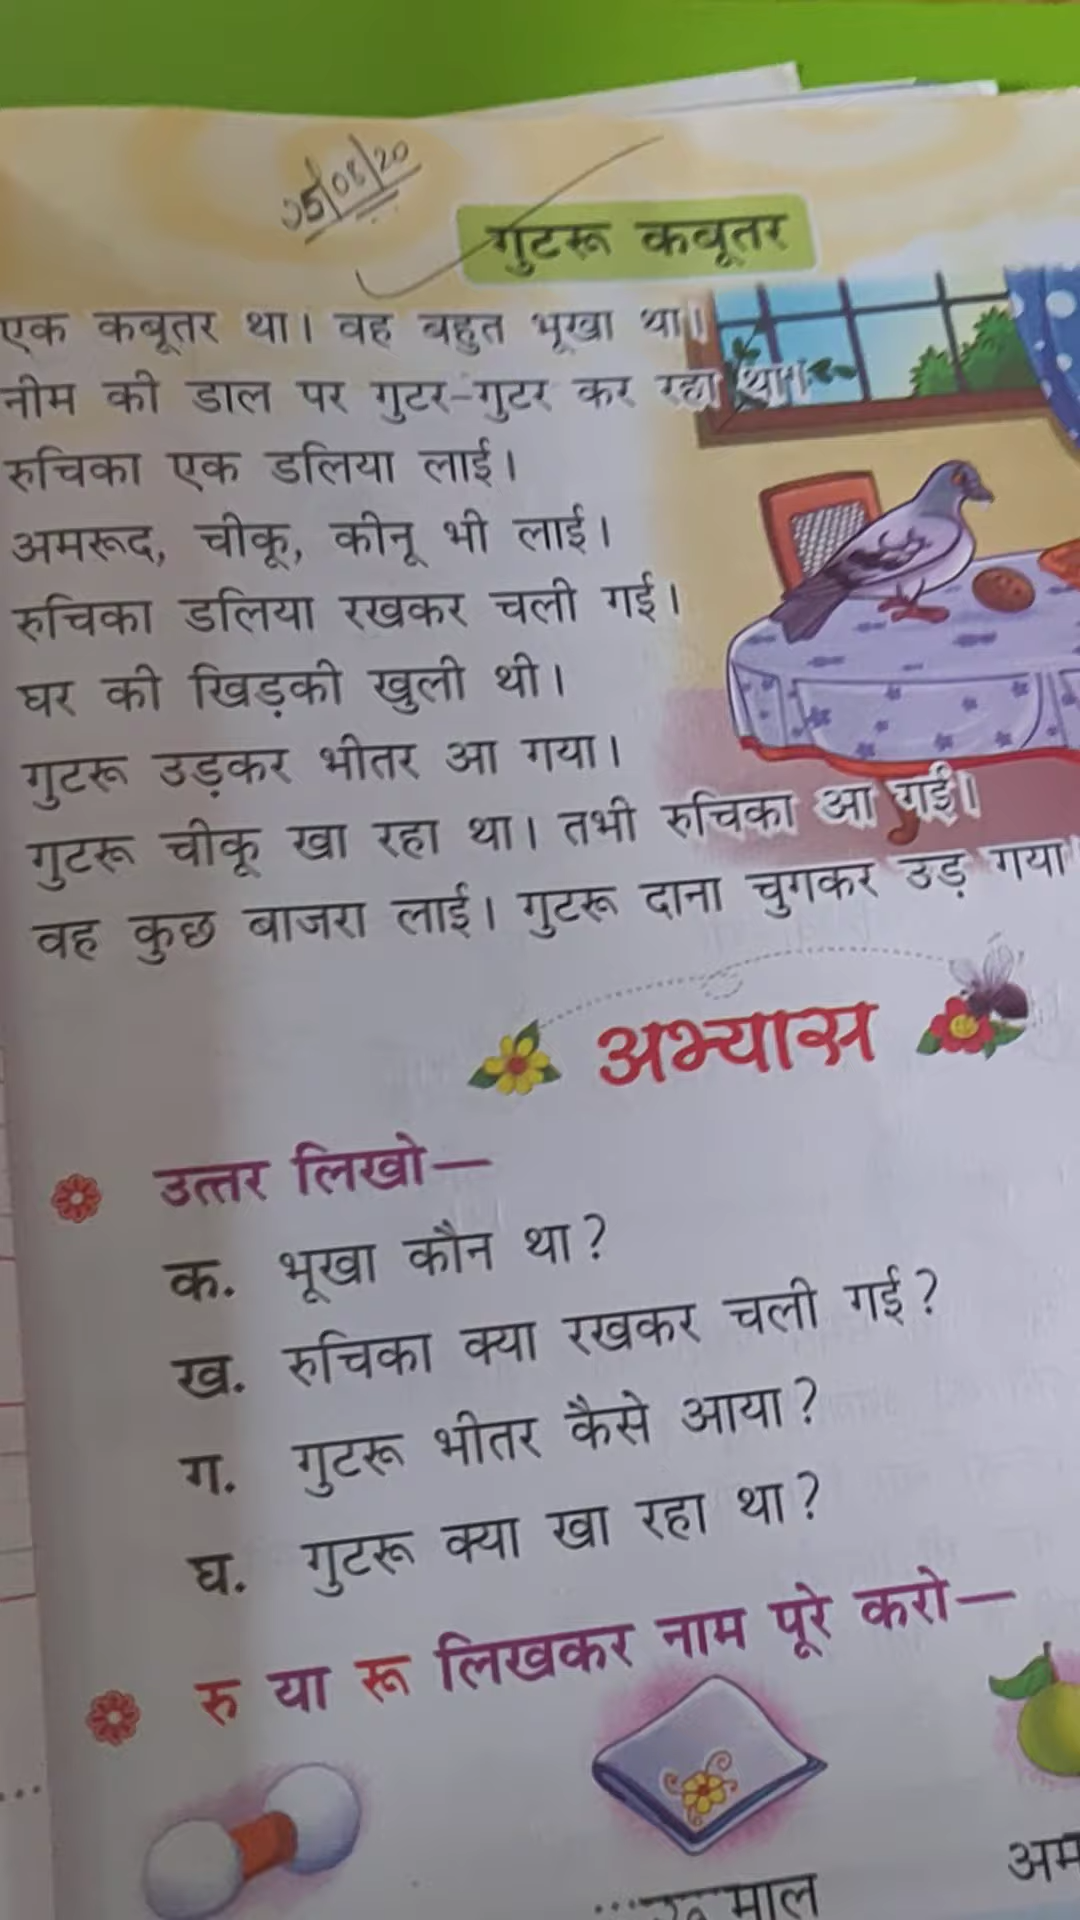 05/08/20
गुटरू कबूतर
एक कबूतर था। वह बहुत भूखा था।
नीम की डाल पर गुटर-गुटर कर रहा था।
रुचिका एक डलिया लाई।
अमरूद, चीकू, कीनू भी लाई।
रुचिका डलिया रखकर चली गई।
घर की खिड़की खुली थी।
गुटरू उड़कर भीतर आ गया।
गुटरू चीकू खा रहा था। तभी रुचिका आ गई।
वह कुछ बाजरा लाई। गुटरू दाना चुगकर उड़ गया
अभ्यास
उत्तर लिखो—
क. भूखा कौन था?
ख. रुचिका क्या रखकर चली गई?
ग. गुटरू भीतर कैसे आया?
घ. गुटरू क्या खा रहा था?
रु या रू लिखकर नाम पूरे करो—
...रूमाल
अम